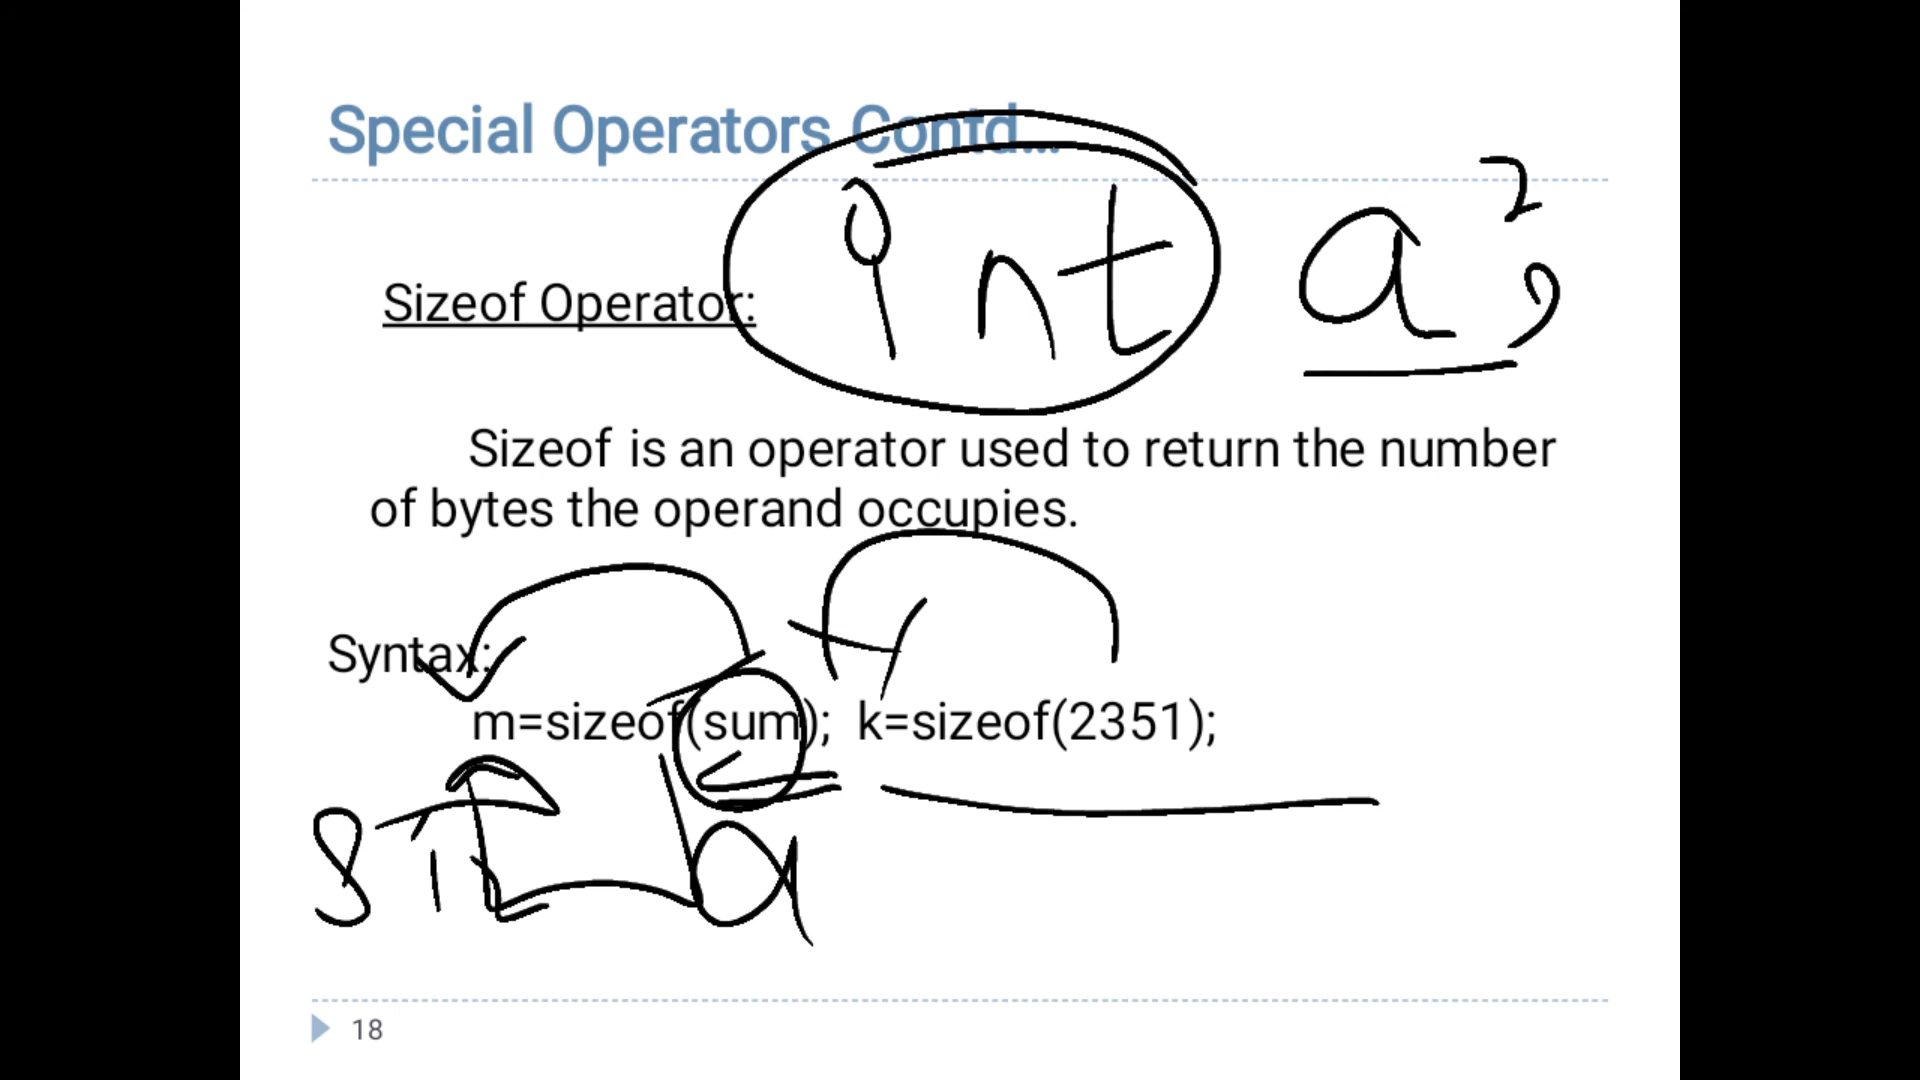 Special Operators Contd...
int a ;
2
Sizeof Operator:
Sizeof is an operator used to return the number
of bytes the operand occupies.
Syntax:
m=sizeof(sum); k=sizeof(2351);
a
18